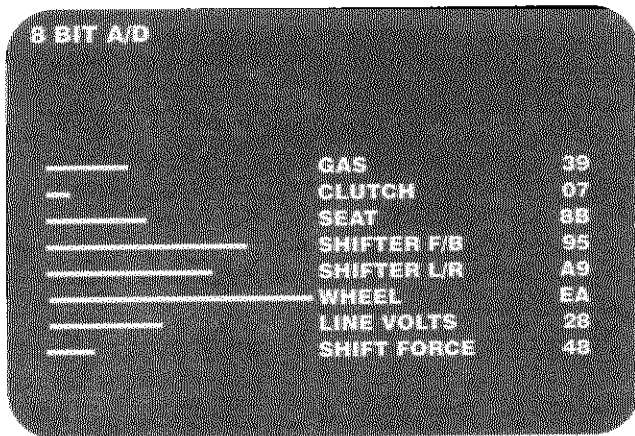 8 BIT A/D
GAS 39
CLUTCH 07
SEAT 8B
SHIFTER F/B 95
SHIFTER L/R A9
WHEEL EA
LINE VOLTS 28
SHIFT FORCE 48